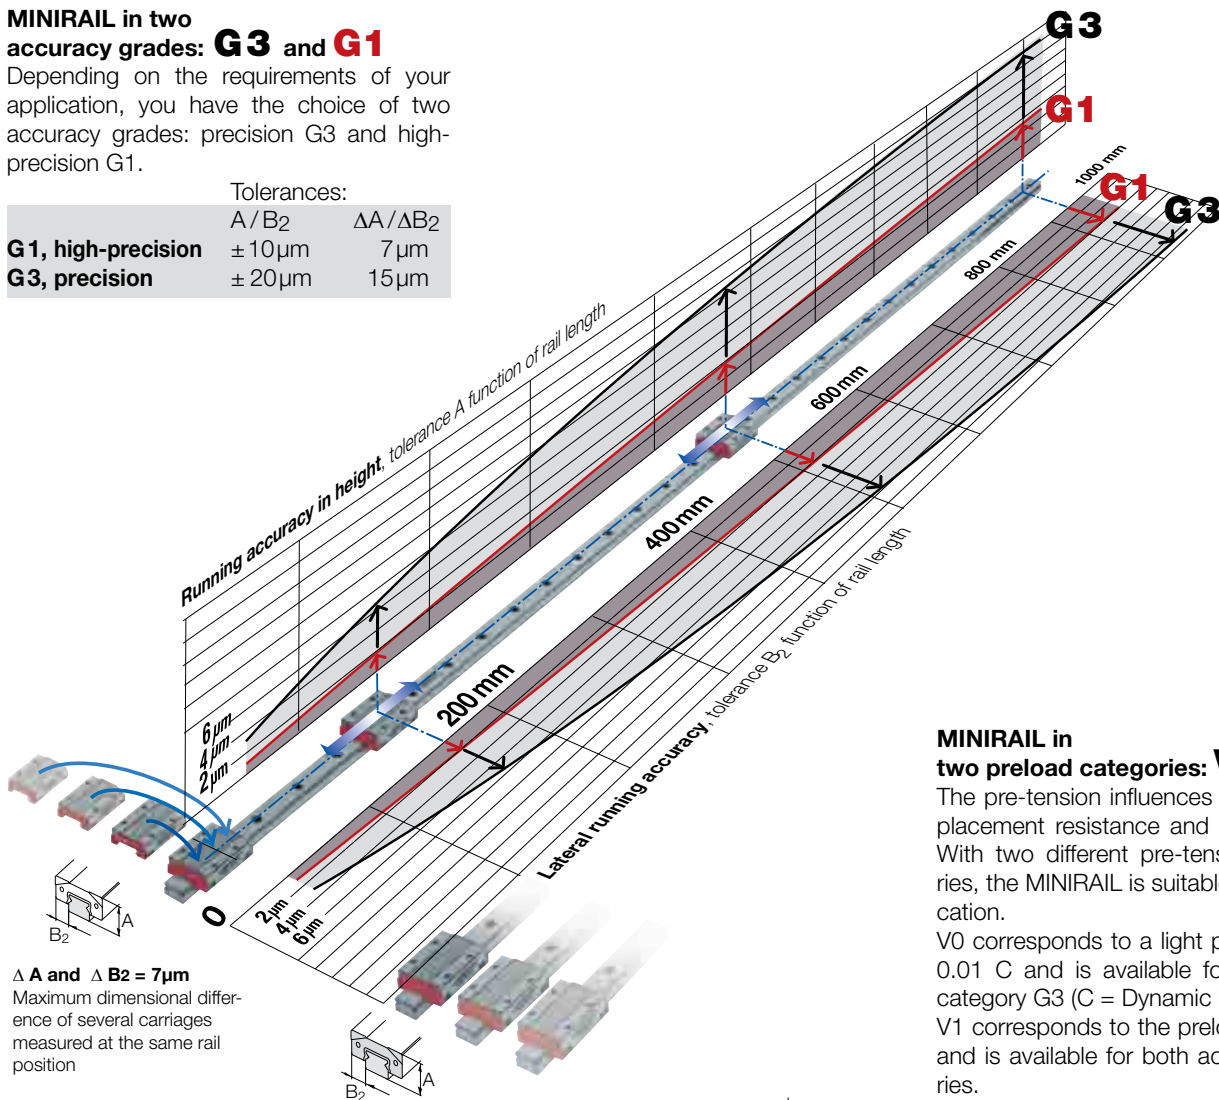 MINIRAIL in two
accuracy grades: G3 and G1
Depending on the requirements of your
application, you have the choice of two
accuracy grades: precision G3 and high-
precision G1.
Tolerances:
A/B2 ΔA/ΔB2
G1, high-precision ±10µm 7µm
G3, precision ±20µm 15µm
G3
G1
1000 mm
G1
G3
800 mm
600mm
400mm
200mm
0
Running accuracy in height, tolerance A function of rail length
6µm
4µm
2µm
Lateral running accuracy, tolerance B2 function of rail length
2µm
4µm
6µm
A
B2
Δ A and Δ B2 = 7µm
Maximum dimensional differ-
ence of several carriages
measured at the same rail
position
A
B2
MINIRAIL in
two preload categories:
The pre-tension influences
placement resistance and
With two different pre-tens
ries, the MINIRAIL is suitable
cation.
V0 corresponds to a light p
0.01 C and is available fo
category G3 (C = Dynamic
V1 corresponds to the prelo
and is available for both ac
ries.